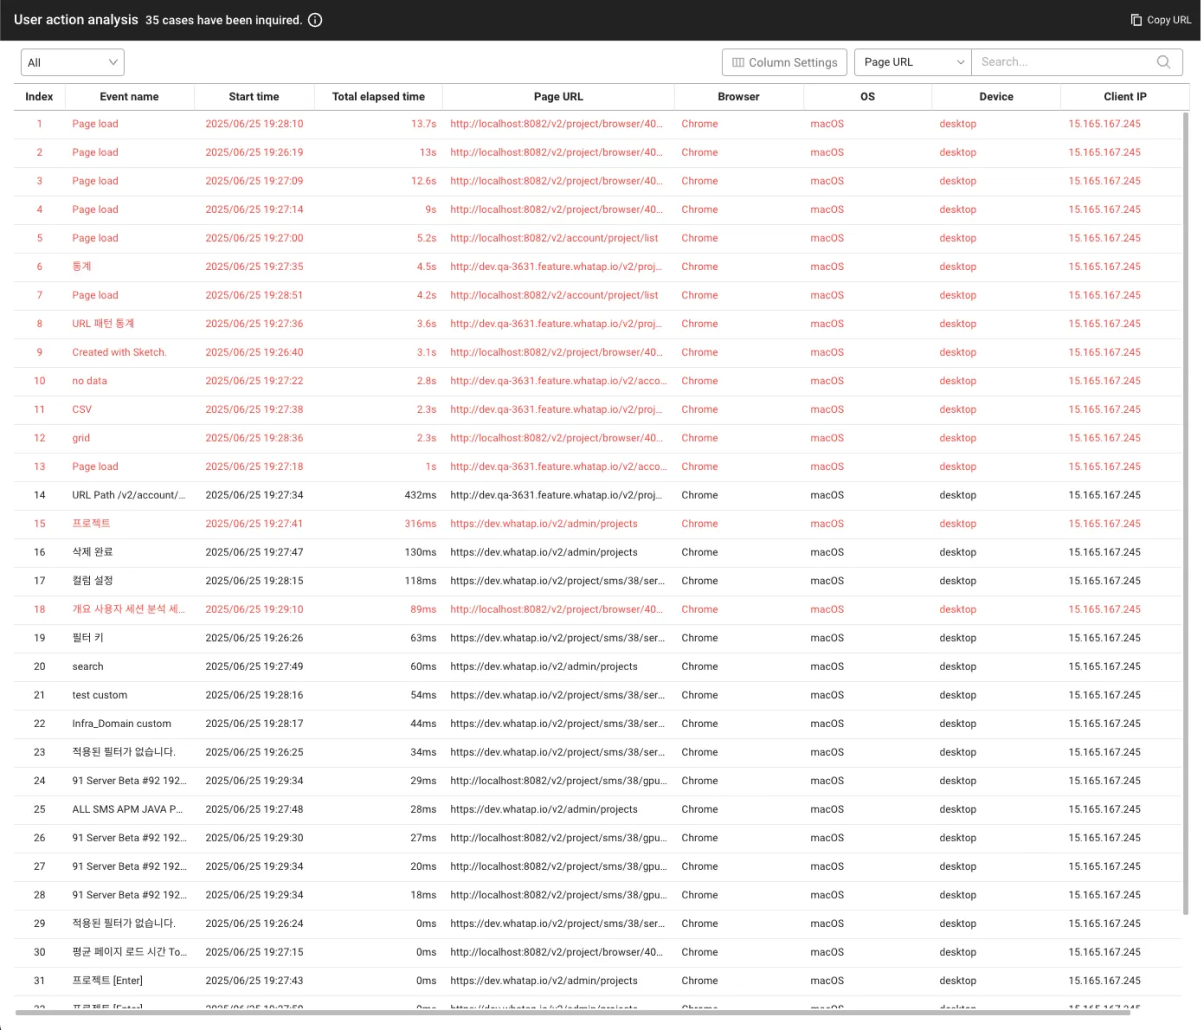 User action analysis 35 cases have been inquired. Copy URL
All Column Settings Page URL Search...
Index Event name Start time Total elapsed time Page URL Browser OS Device Client IP
1 Page load 2025/06/25 19:28:10 13.7s http://localhost:8082/v2/project/browser/40... Chrome macOS desktop 15.165.167.245
2 Page load 2025/06/25 19:26:19 13s http://localhost:8082/v2/project/browser/40... Chrome macOS desktop 15.165.167.245
3 Page load 2025/06/25 19:27:09 12.6s http://localhost:8082/v2/project/browser/40... Chrome macOS desktop 15.165.167.245
4 Page load 2025/06/25 19:27:14 9s http://localhost:8082/v2/project/browser/40... Chrome macOS desktop 15.165.167.245
5 Page load 2025/06/25 19:27:00 5.2s http://localhost:8082/v2/account/project/list Chrome macOS desktop 15.165.167.245
6 통계 2025/06/25 19:27:35 4.5s http://dev.qa-3631.feature.whatap.io/v2/proj... Chrome macOS desktop 15.165.167.245
7 Page load 2025/06/25 19:28:51 4.2s http://localhost:8082/v2/account/project/list Chrome macOS desktop 15.165.167.245
8 URL 패턴 통계 2025/06/25 19:27:36 3.6s http://dev.qa-3631.feature.whatap.io/v2/proj... Chrome macOS desktop 15.165.167.245
9 Created with Sketch. 2025/06/25 19:26:40 3.1s http://localhost:8082/v2/project/browser/40... Chrome macOS desktop 15.165.167.245
10 no data 2025/06/25 19:27:22 2.8s http://dev.qa-3631.feature.whatap.io/v2/acco... Chrome macOS desktop 15.165.167.245
11 CSV 2025/06/25 19:27:38 2.3s http://dev.qa-3631.feature.whatap.io/v2/proj... Chrome macOS desktop 15.165.167.245
12 grid 2025/06/25 19:28:36 2.3s http://localhost:8082/v2/project/browser/40... Chrome macOS desktop 15.165.167.245
13 Page load 2025/06/25 19:27:18 1s http://dev.qa-3631.feature.whatap.io/v2/acco... Chrome macOS desktop 15.165.167.245
14 URL Path /v2/account/... 2025/06/25 19:27:34 432ms http://dev.qa-3631.feature.whatap.io/v2/proj... Chrome macOS desktop 15.165.167.245
15 프로젝트 2025/06/25 19:27:41 316ms https://dev.whatap.io/v2/admin/projects Chrome macOS desktop 15.165.167.245
16 삭제 완료 2025/06/25 19:27:47 130ms https://dev.whatap.io/v2/admin/projects Chrome macOS desktop 15.165.167.245
17 컬럼 설정 2025/06/25 19:28:15 118ms https://dev.whatap.io/v2/project/sms/38/ser... Chrome macOS desktop 15.165.167.245
18 개요 사용자 세션 분석 세... 2025/06/25 19:29:10 89ms http://localhost:8082/v2/project/browser/40... Chrome macOS desktop 15.165.167.245
19 필터 키 2025/06/25 19:26:26 63ms https://dev.whatap.io/v2/project/sms/38/ser... Chrome macOS desktop 15.165.167.245
20 search 2025/06/25 19:27:49 60ms https://dev.whatap.io/v2/admin/projects Chrome macOS desktop 15.165.167.245
21 test custom 2025/06/25 19:28:16 54ms https://dev.whatap.io/v2/project/sms/38/ser... Chrome macOS desktop 15.165.167.245
22 Infra_Domain custom 2025/06/25 19:28:17 44ms https://dev.whatap.io/v2/project/sms/38/ser... Chrome macOS desktop 15.165.167.245
23 적용된 필터가 없습니다. 2025/06/25 19:26:25 34ms https://dev.whatap.io/v2/project/sms/38/ser... Chrome macOS desktop 15.165.167.245
24 91 Server Beta #92 192... 2025/06/25 19:29:34 29ms http://localhost:8082/v2/project/sms/38/gpu... Chrome macOS desktop 15.165.167.245
25 ALL SMS APM JAVA P... 2025/06/25 19:27:48 28ms https://dev.whatap.io/v2/admin/projects Chrome macOS desktop 15.165.167.245
26 91 Server Beta #92 192... 2025/06/25 19:29:30 27ms http://localhost:8082/v2/project/sms/38/gpu... Chrome macOS desktop 15.165.167.245
27 91 Server Beta #92 192... 2025/06/25 19:29:34 20ms http://localhost:8082/v2/project/sms/38/gpu... Chrome macOS desktop 15.165.167.245
28 91 Server Beta #92 192... 2025/06/25 19:29:34 18ms http://localhost:8082/v2/project/sms/38/gpu... Chrome macOS desktop 15.165.167.245
29 적용된 필터가 없습니다. 2025/06/25 19:26:24 0ms https://dev.whatap.io/v2/project/sms/38/ser... Chrome macOS desktop 15.165.167.245
30 평균 페이지 로드 시간 To... 2025/06/25 19:27:15 0ms http://localhost:8082/v2/project/browser/40... Chrome macOS desktop 15.165.167.245
31 프로젝트 [Enter] 2025/06/25 19:27:43 0ms https://dev.whatap.io/v2/admin/projects Chrome macOS desktop 15.165.167.245